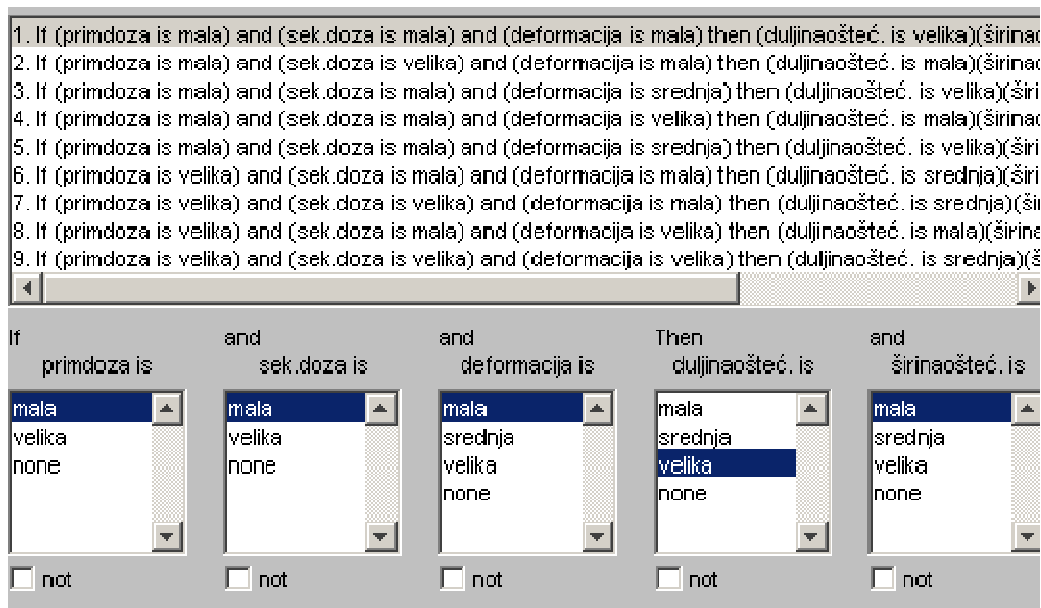 1. If (primdoza is mala) and (sek.doza is mala) and (deformacija is mala) then (duljinaošteć. is velika)(širinao
2. If (primdoza is mala) and (sek.doza is velika) and (deformacija is mala) then (duljinaošteć. is mala)(širinao
3. If (primdoza is mala) and (sek.doza is mala) and (deformacija is srednja) then (duljinaošteć. is velika)(širi
4. If (primdoza is mala) and (sek.doza is mala) and (deformacija is velika) then (duljinaošteć. is mala)(širinao
5. If (primdoza is mala) and (sek.doza is mala) and (deformacija is srednja) then (duljinaošteć. is velika)(širi
6. If (primdoza is velika) and (sek.doza is mala) and (deformacija is mala) then (duljinaošteć. is srednja)(širi
7. If (primdoza is velika) and (sek.doza is velika) and (deformacija is mala) then (duljinaošteć. is srednja)(šir
8. If (primdoza is velika) and (sek.doza is mala) and (deformacija is velika) then (duljinaošteć. is mala)(širina
9. If (primdoza is velika) and (sek.doza is velika) and (deformacija is velika) then (duljinaošteć. is srednja)(š
If and and Then and
primdoza is sek.doza is deformacija is duljinaošteć. is širinaošteć. is
mala mala mala mala mala
velika velika srednja srednja srednja
none none velika velika velika
none none none
not not not not not